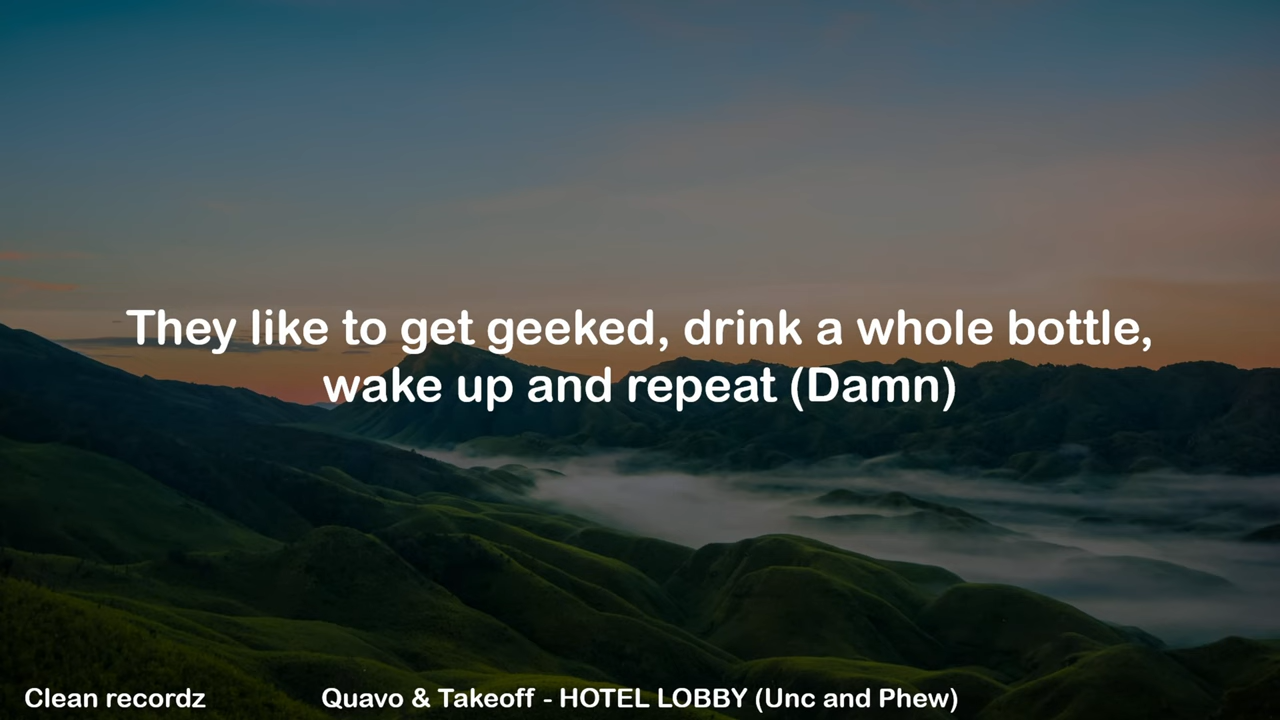 They like to get geeked, drink a whole bottle,
wake up and repeat (Damn)
Clean recordz
Quavo & Takeoff - HOTEL LOBBY (Unc and Phew)